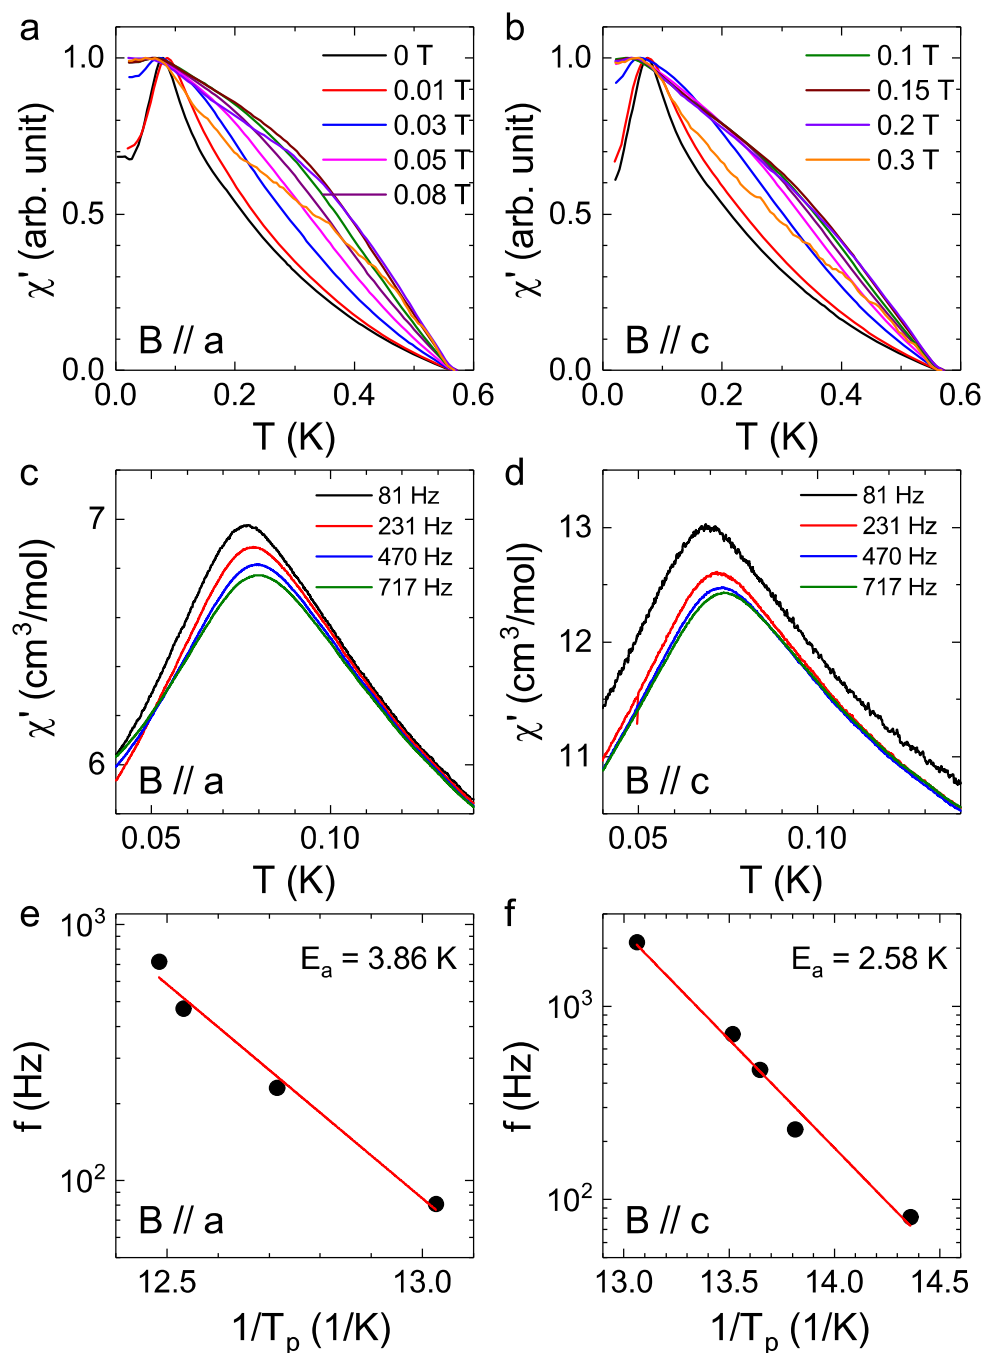 a
χ' (arb. unit)
1.0
0.5
0.0
0 T
0.01 T
0.03 T
0.05 T
0.08 T
B // a
0.0 0.2 0.4 0.6
T (K)
b
χ' (arb. unit)
1.0
0.5
0.0
0.1 T
0.15 T
0.2 T
0.3 T
B // c
0.0 0.2 0.4 0.6
T (K)
c
χ' (cm³/mol)
7
6
81 Hz
231 Hz
470 Hz
717 Hz
B // a
0.05 0.10
T (K)
d
χ' (cm³/mol)
13
12
11
81 Hz
231 Hz
470 Hz
717 Hz
B // c
0.05 0.10
T (K)
e
f (Hz)
10³
10²
Eₐ = 3.86 K
B // a
12.5 13.0
1/Tₚ (1/K)
f
f (Hz)
10³
10²
Eₐ = 2.58 K
B // c
13.0 13.5 14.0 14.5
1/Tₚ (1/K)